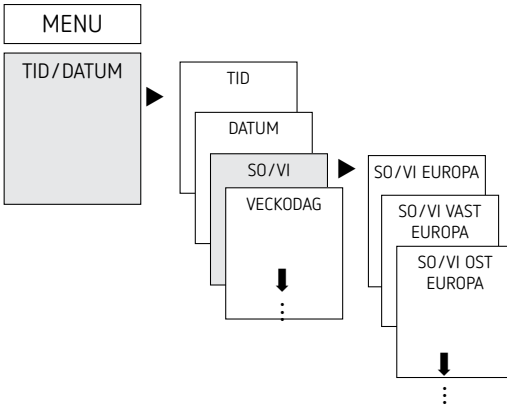 MENU
TID/DATUM
TID
DATUM
SO/VI
VECKODAG
SO/VI EUROPA
SO/VI VAST
EUROPA
SO/VI OST
EUROPA